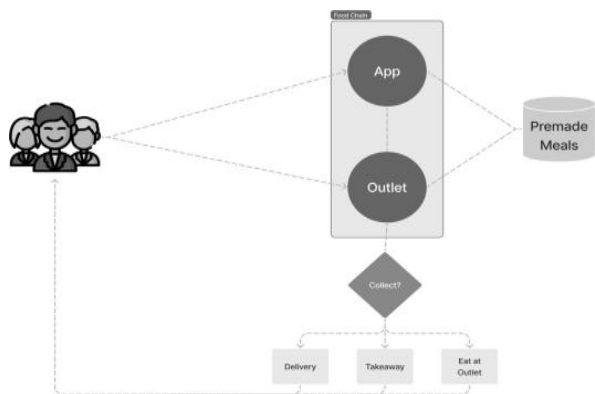 Food Chain
App
Premade
Meals
Outlet
Collect?
Delivery
Takeaway
Eat at
Outlet